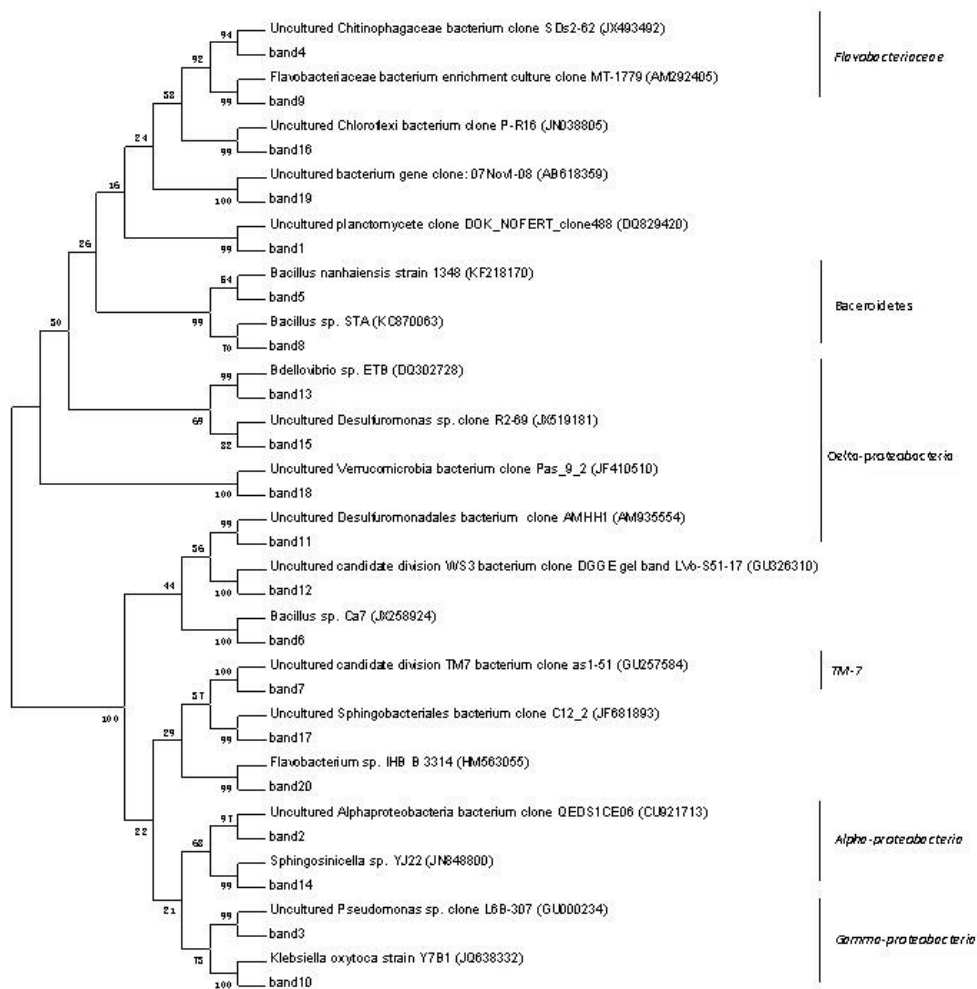 94
Uncultured Chitinophagaceae bacterium clone SDs2-62 (JX493492)
band4
92
Flavobacteriaceae
Flavobacteriaceae bacterium enrichment culture clone MT-1779 (AM292405)
99
band9
58
Uncultured Chloroflexi bacterium clone P-R16 (JN038805)
24
99
band16
Uncultured bacterium gene clone: 07NovI-08 (AB618359)
16
100
band19
Uncultured planctomycete clone DOK_NOFERT_clone488 (DQ829420)
26
99
band1
64
Bacillus nanhaiensis strain 1348 (KF218170)
band5
Baceroidetes
50
99
Bacillus sp. STA (KC870063)
70
band8
99
Bdellovibrio sp. ETB (DQ302728)
band13
69
Uncultured Desulfuromonas sp. clone R2-69 (JX519181)
82
band15
Delta-proteobacteria
Uncultured Verrucomicrobia bacterium clone Pas_9_2 (JF410510)
100
band18
99
Uncultured Desulfuromonadales bacterium clone AMHH1 (AM935554)
band11
56
Uncultured candidate division WS3 bacterium clone DGGE gel band LVb-S51-17 (GU326310)
44
100
band12
Bacillus sp. Ca7 (JX258924)
100
band6
100
Uncultured candidate division TM7 bacterium clone as1-51 (GU257584)
TM-7
band7
57
100
Uncultured Sphingobacteriales bacterium clone C12_2 (JF681893)
29
99
band17
Flavobacterium sp. IHB B 3314 (HM563055)
99
band20
97
Uncultured Alphaproteobacteria bacterium clone QEDS1CE06 (CU921713)
22
band2
Alpha-proteobacteria
68
Sphingosinicella sp. YJ22 (JN848800)
99
band14
21
99
Uncultured Pseudomonas sp. clone L6B-307 (GU000234)
band3
Gamma-proteobacteria
75
Klebsiella oxytoca strain Y7B1 (JQ638332)
100
band10